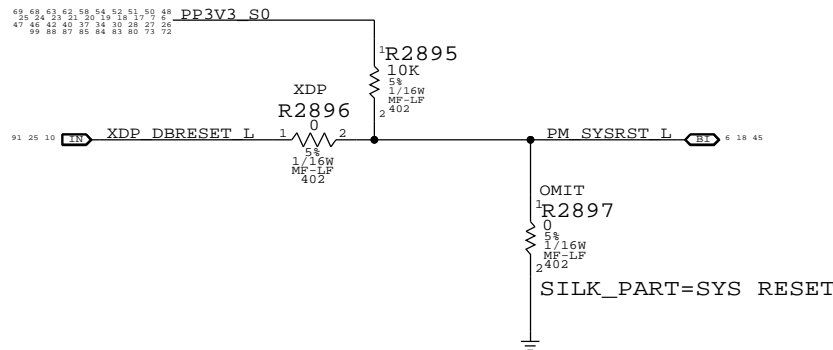 69 68 63 62 58 54 52 51 50 48
25 24 23 21 20 19 18 17 7 6
47 46 42 40 37 34 30 28 27 26
99 88 87 85 84 83 80 73 72
PP3V3_S0
1
R2895
10K
5%
1/16W
MF-LF
402
2
XDP
R2896
0
91 25 10 IN XDP_DBRESET_L 1 2 PM_SYSRST_L BI 6 18 45
5%
1/16W
MF-LF
402
OMIT
1
R2897
0
5%
1/16W
MF-LF
402
2
SILK_PART=SYS RESET